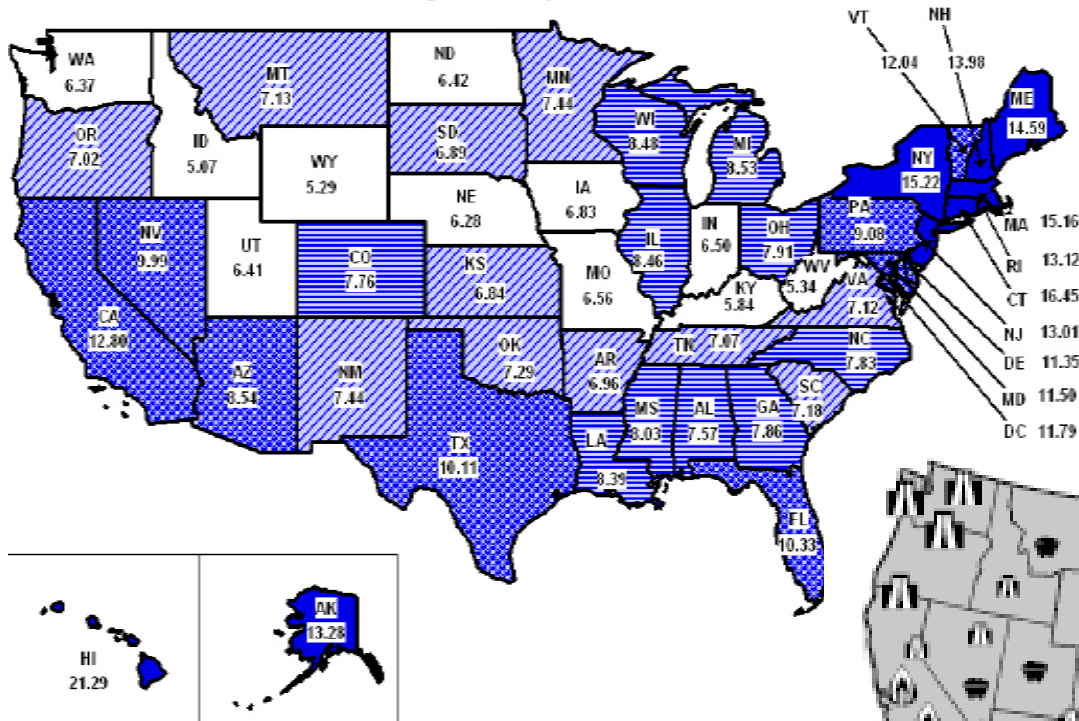 VT
NH
12.04
13.98
WA
6.37
MT
7.13
ND
6.42
MN
7.44
ME
14.59
OR
7.02
ID
5.07
WY
5.29
SD
6.89
WI
8.48
MI
8.53
NY
15.22
NE
6.28
IA
6.83
PA
9.08
MA 15.16
NV
9.99
UT
6.41
CO
7.76
KS
6.84
MO
6.56
IL
8.46
IN
6.50
OH
7.91
WV
5.34
VA
7.12
KY
5.84
RI 13.12
CT 16.45
CA
12.80
AZ
8.54
NM
7.44
OK
7.29
AR
6.96
TN 7.07
NC
7.83
NJ 13.01
DE 11.35
SC
7.18
MD 11.50
DC 11.79
TX
10.11
LA
8.39
MS
8.03
AL
7.57
GA
7.86
FL
10.33
HI
21.29
AK
13.28